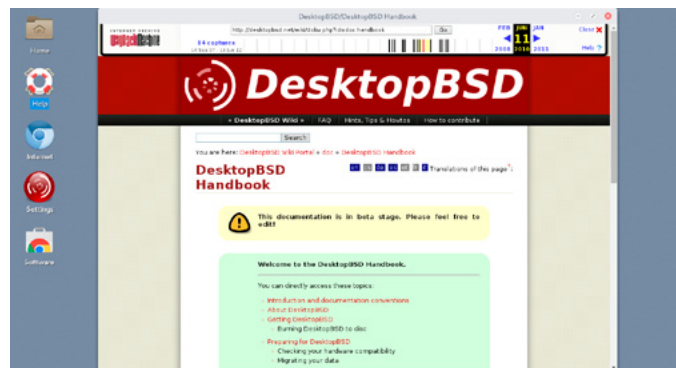 DesktopBSD/DesktopBSD Handbook
INTERNET ARCHIVE
Go
FEB JAN
Close
14 captures
11
2008 2010 2011
Help ?
Home
Help
Internet
Settings
Software
DesktopBSD
DesktopBSD Wiki FAQ Hints, Tips & Howtos How to contribute
Search
You are here: DesktopBSD Wiki Portal » doc » DesktopBSD Handbook
DesktopBSD
Handbook
Translations of this page
This documentation is in beta stage. Please feel free to
edit!
Welcome to the DesktopBSD Handbook.
You can directly access these topics:
Introduction and documentation conventions
About DesktopBSD
Getting DesktopBSD
Burning DesktopBSD to disc
Preparing for DesktopBSD
Checking your hardware compatibility
Migrating your data